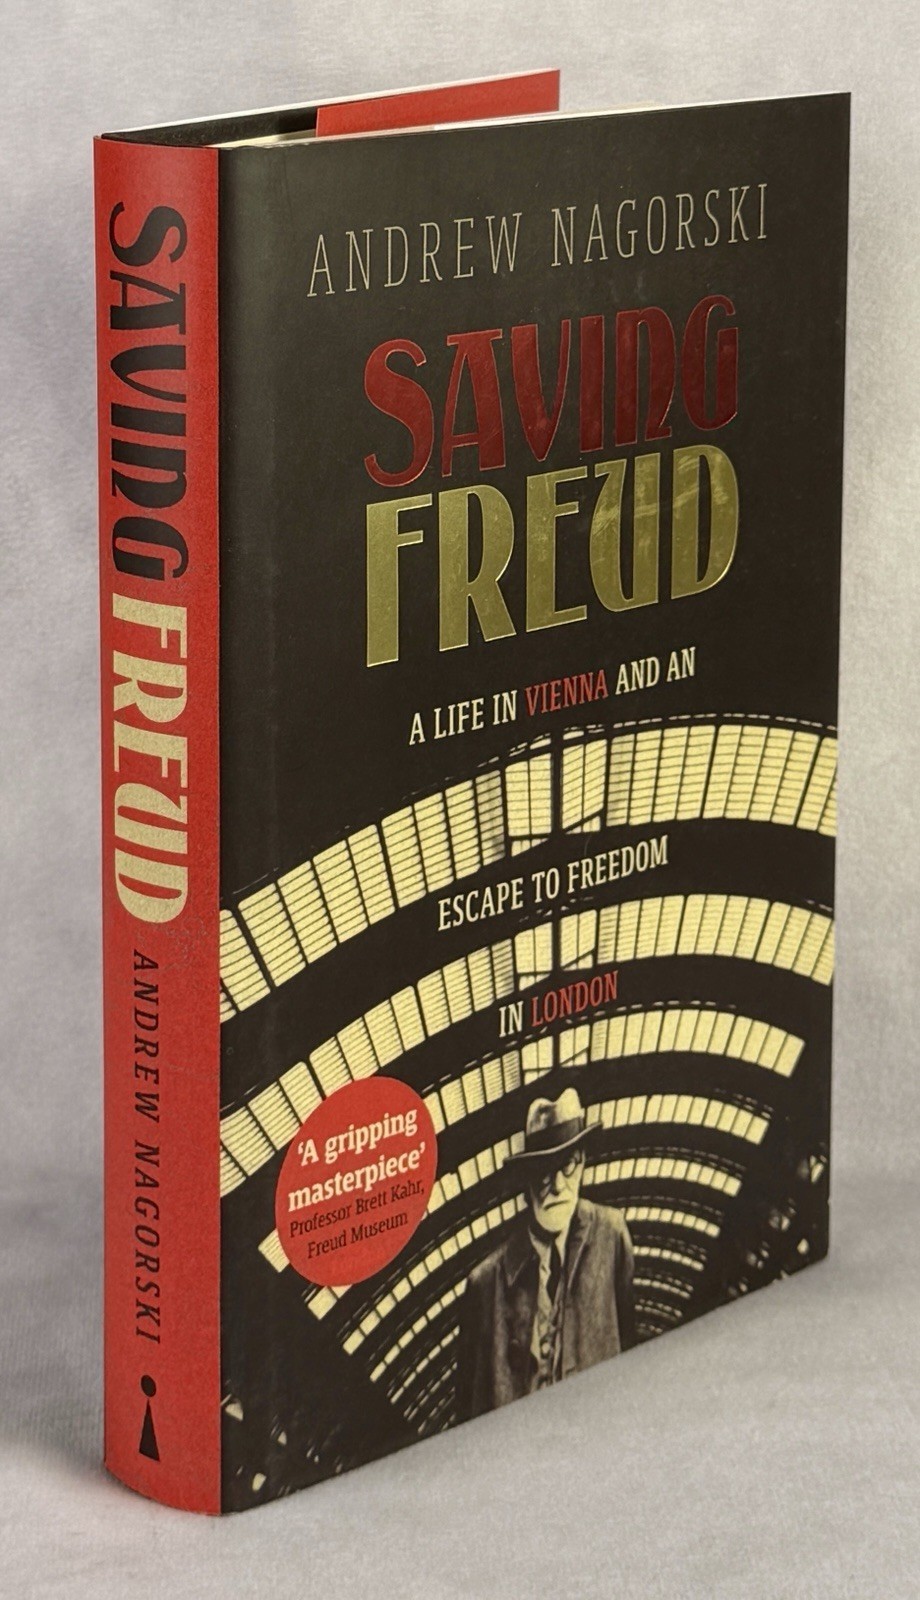 SAVING FREUD ANDREW NAGORSKI
ANDREW NAGORSKI
SAVING
FREUD
A LIFE IN VIENNA AND AN
ESCAPE TO FREEDOM
IN LONDON
‘A gripping
masterpiece’
Professor Brett Kahr,
Freud Museum